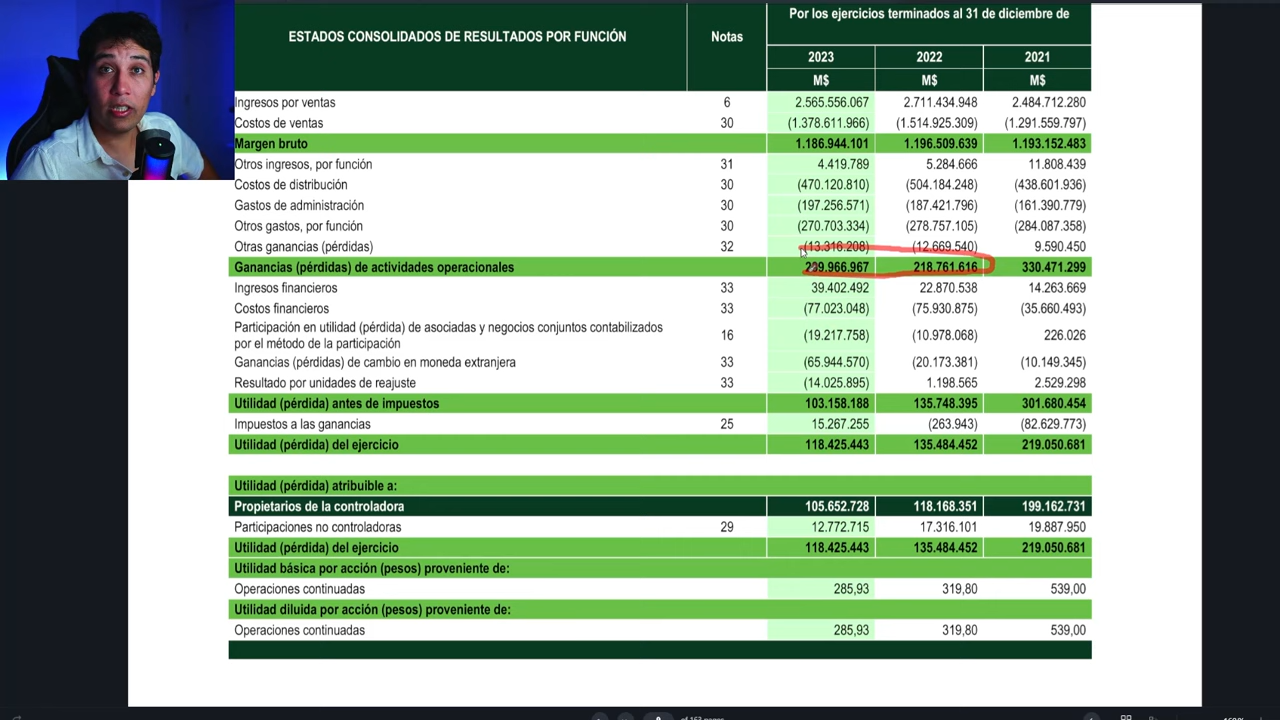 Por los ejercicios terminados al 31 de diciembre de
ESTADOS CONSOLIDADOS DE RESULTADOS POR FUNCIÓN Notas
2023 2022 2021
M$ M$ M$
Ingresos por ventas 6 2.565.556.067 2.711.434.948 2.484.712.280
Costos de ventas 30 (1.378.611.966) (1.514.925.309) (1.291.559.797)
Margen bruto 1.186.944.101 1.196.509.639 1.193.152.483
Otros ingresos, por función 31 4.419.789 5.284.666 11.808.439
Costos de distribución 30 (470.120.810) (504.184.248) (438.601.936)
Gastos de administración 30 (197.256.571) (187.421.796) (161.390.779)
Otros gastos, por función 30 (270.703.334) (278.757.105) (284.087.358)
Otras ganancias (pérdidas) 32 (13.316.208) (12.669.540) 9.590.450
Ganancias (pérdidas) de actividades operacionales 239.966.967 218.761.616 330.471.299
Ingresos financieros 33 39.402.492 22.870.538 14.263.669
Costos financieros 33 (77.023.048) (75.930.875) (35.660.493)
Participación en utilidad (pérdida) de asociadas y negocios conjuntos contabilizados
por el método de la participación 16 (19.217.758) (10.978.068) 226.026
Ganancias (pérdidas) de cambio en moneda extranjera 33 (65.944.570) (20.173.381) (10.149.345)
Resultado por unidades de reajuste 33 (14.025.895) 1.198.565 2.529.298
Utilidad (pérdida) antes de impuestos 103.158.188 135.748.395 301.680.454
Impuestos a las ganancias 25 15.267.255 (263.943) (82.629.773)
Utilidad (pérdida) del ejercicio 118.425.443 135.484.452 219.050.681
Utilidad (pérdida) atribuible a:
Propietarios de la controladora 105.652.728 118.168.351 199.162.731
Participaciones no controladoras 29 12.772.715 17.316.101 19.887.950
Utilidad (pérdida) del ejercicio 118.425.443 135.484.452 219.050.681
Utilidad básica por acción (pesos) proveniente de:
Operaciones continuadas 285,93 319,80 539,00
Utilidad diluida por acción (pesos) proveniente de:
Operaciones continuadas 285,93 319,80 539,00